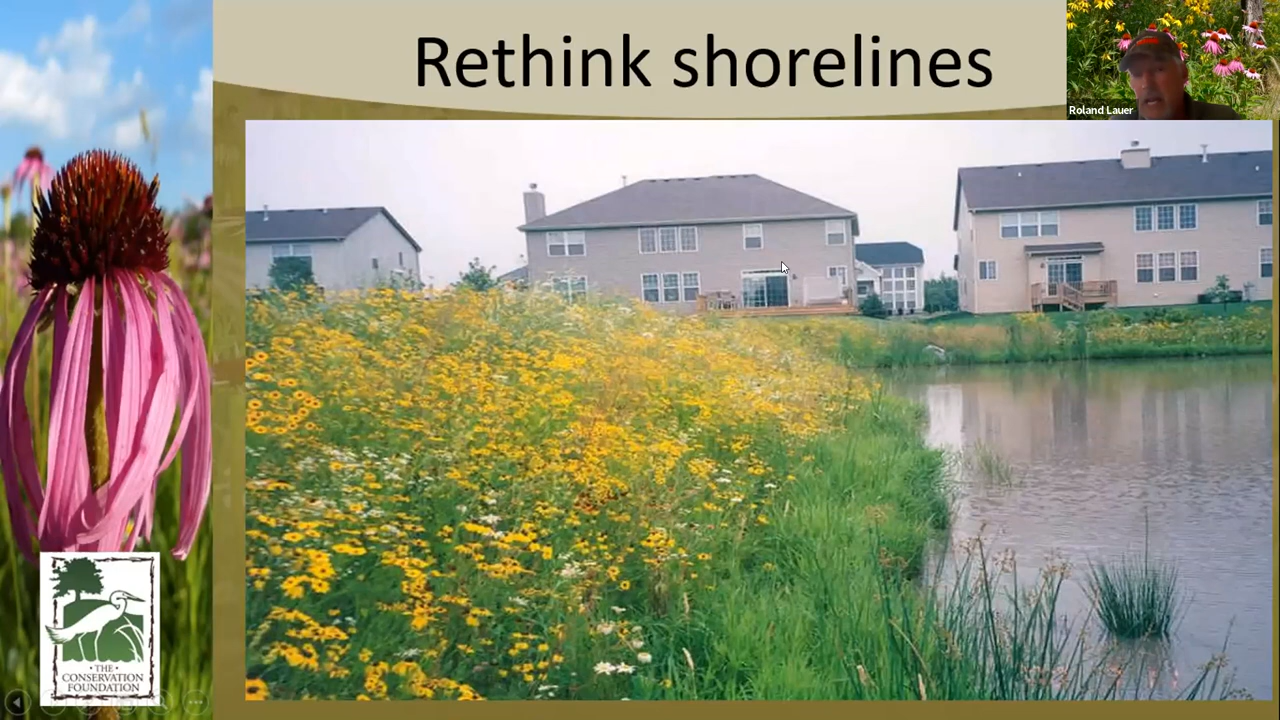 Rethink shorelines
Roland Lauer
• THE •
CONSERVATION
FOUNDATION